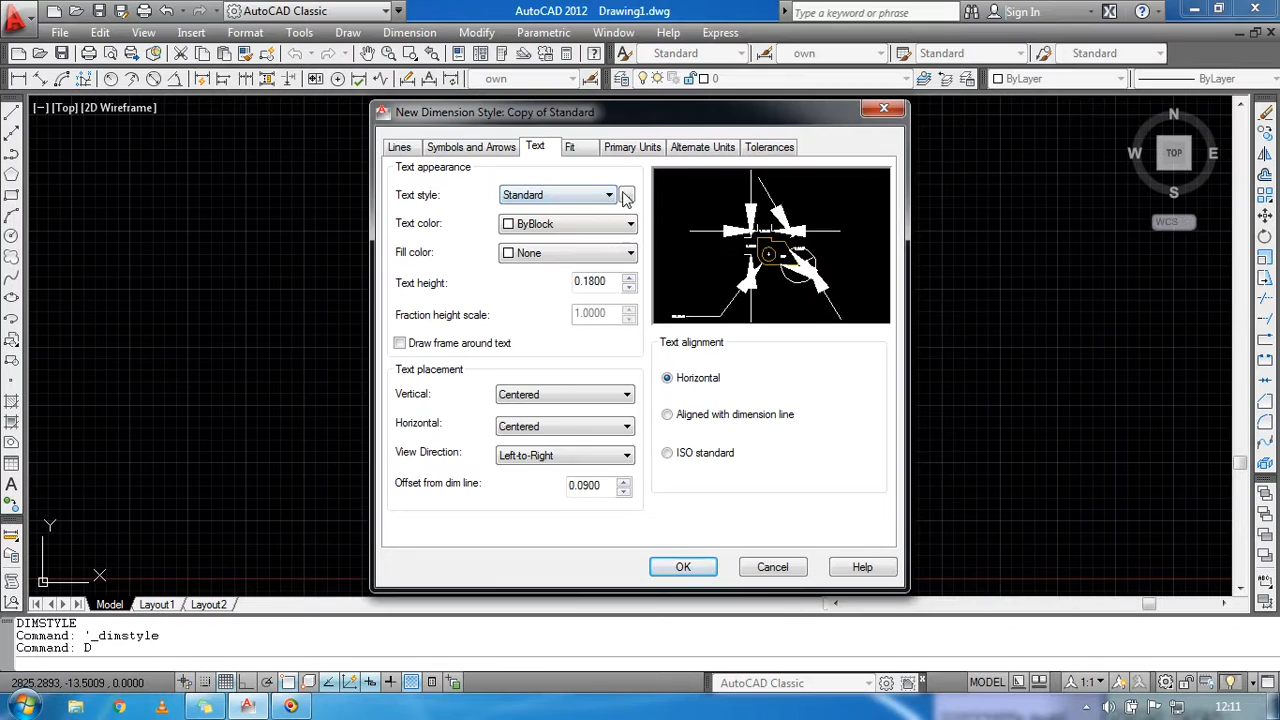 AutoCAD Classic
AutoCAD 2012 Drawing1.dwg
Type a keyword or phrase
Sign In
File Edit View Insert Format Tools Draw Dimension Modify Parametric Window Help Express
Standard own Standard Standard
own 0 ByLayer ByLayer
[−] [Top] [2D Wireframe]
New Dimension Style: Copy of Standard
Lines Symbols and Arrows Text Fit Primary Units Alternate Units Tolerances
Text appearance
Text style: Standard
Text color: ByBlock
Fill color: None
Text height: 0.1800
Fraction height scale: 1.0000
Draw frame around text
Text placement
Vertical: Centered
Horizontal: Centered
View Direction: Left-to-Right
Offset from dim line: 0.0900
Text alignment
Horizontal
Aligned with dimension line
ISO standard
OK Cancel Help
N
W TOP E
S
WCS
Y
X
Model Layout1 Layout2
DIMSTYLE
Command: '_dimstyle
Command: D
2825.2893, -13.5009, 0.0000
AutoCAD Classic
MODEL
1:1
12:11